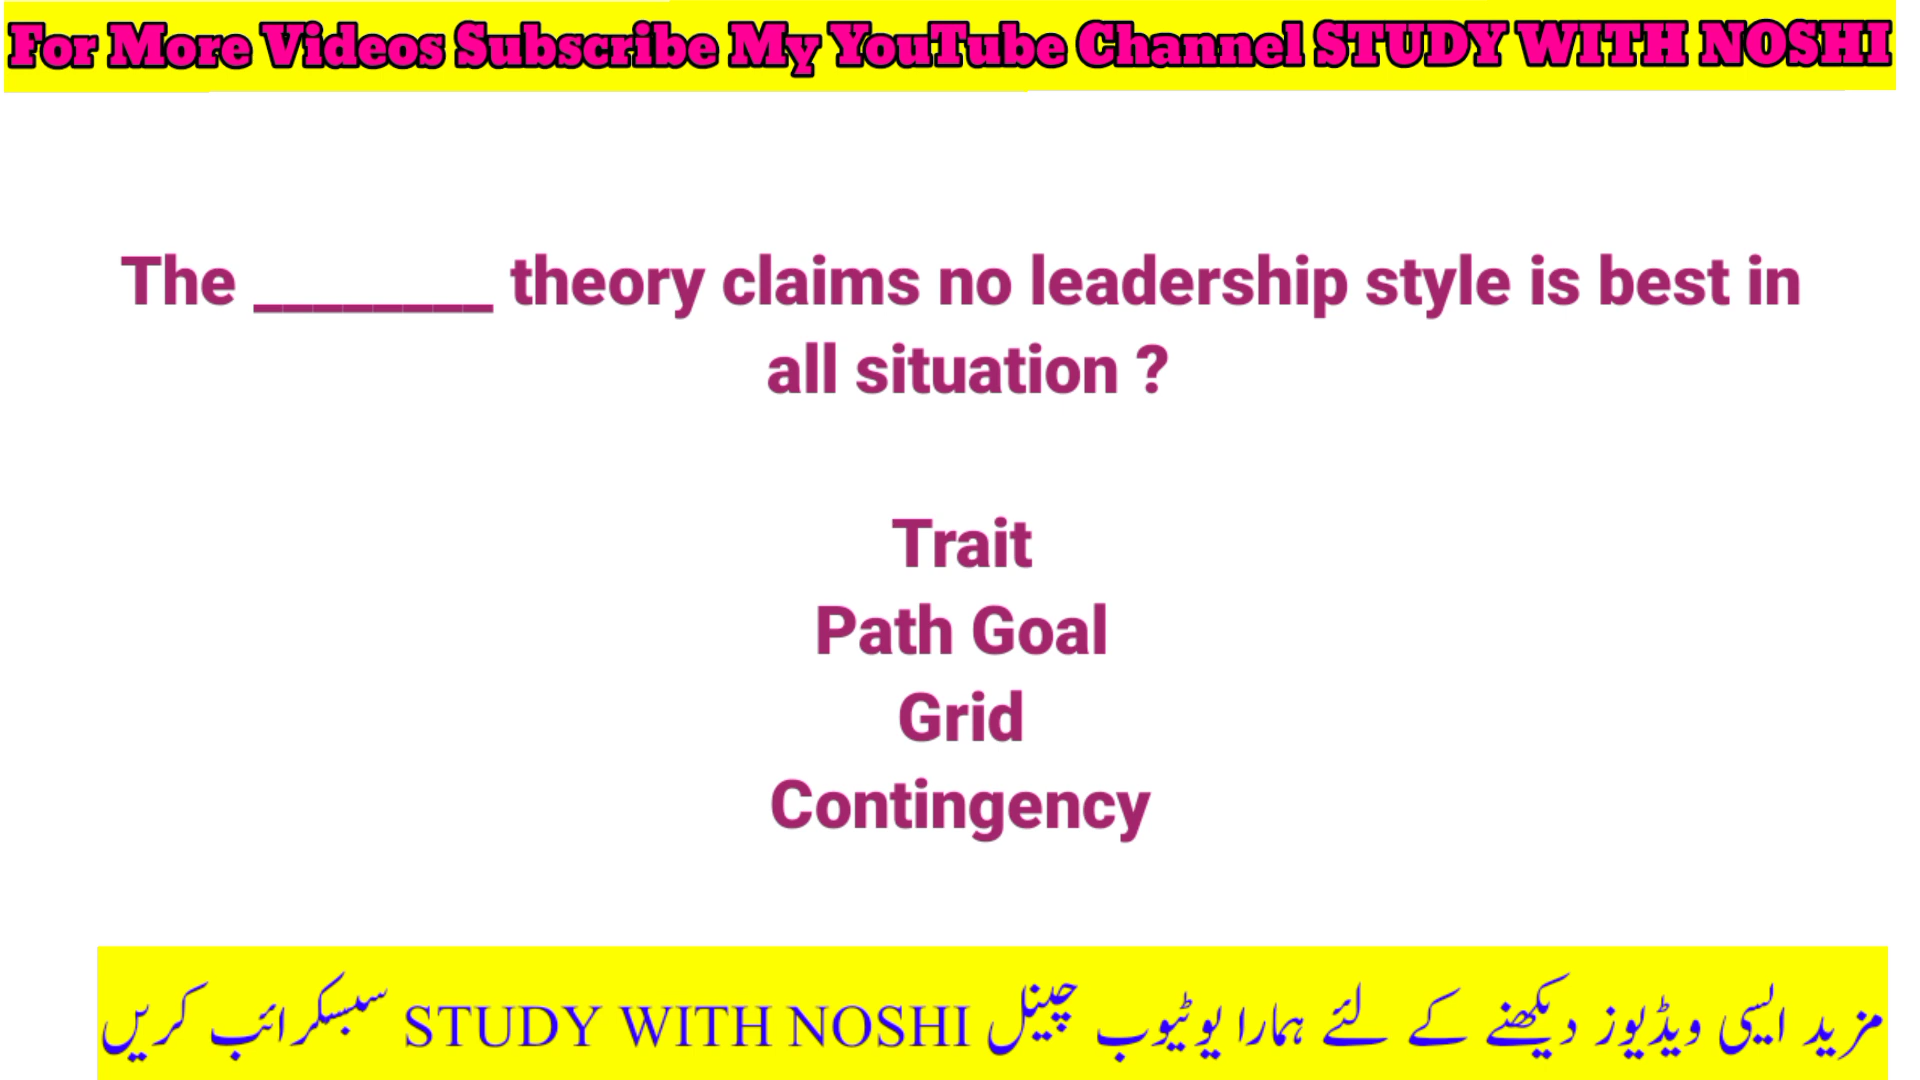 For More Videos Subscribe My YouTube Channel STUDY WITH NOSHI
The ________ theory claims no leadership style is best in
all situation ?
Trait
Path Goal
Grid
Contingency
مزید ایسی ویڈیوز دیکھنے کے لئے ہمارا یوٹیوب چینل STUDY WITH NOSHI سبسکرائب کریں